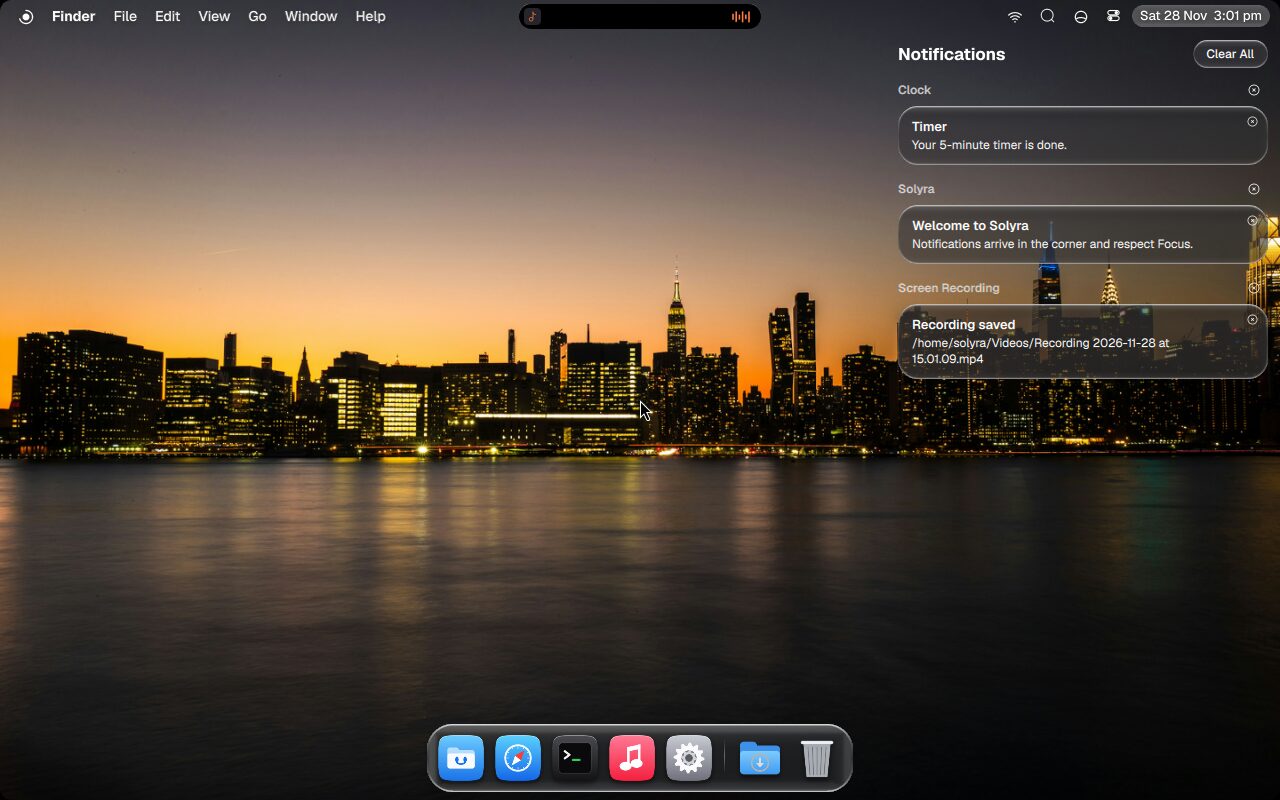 Finder File Edit View Go Window Help
Sat 28 Nov 3:01 pm
Notifications
Clear All
Clock
Timer
Your 5-minute timer is done.
Solyra
Welcome to Solyra
Notifications arrive in the corner and respect Focus.
Screen Recording
Recording saved
/home/solyra/Videos/Recording 2026-11-28 at
15.01.09.mp4